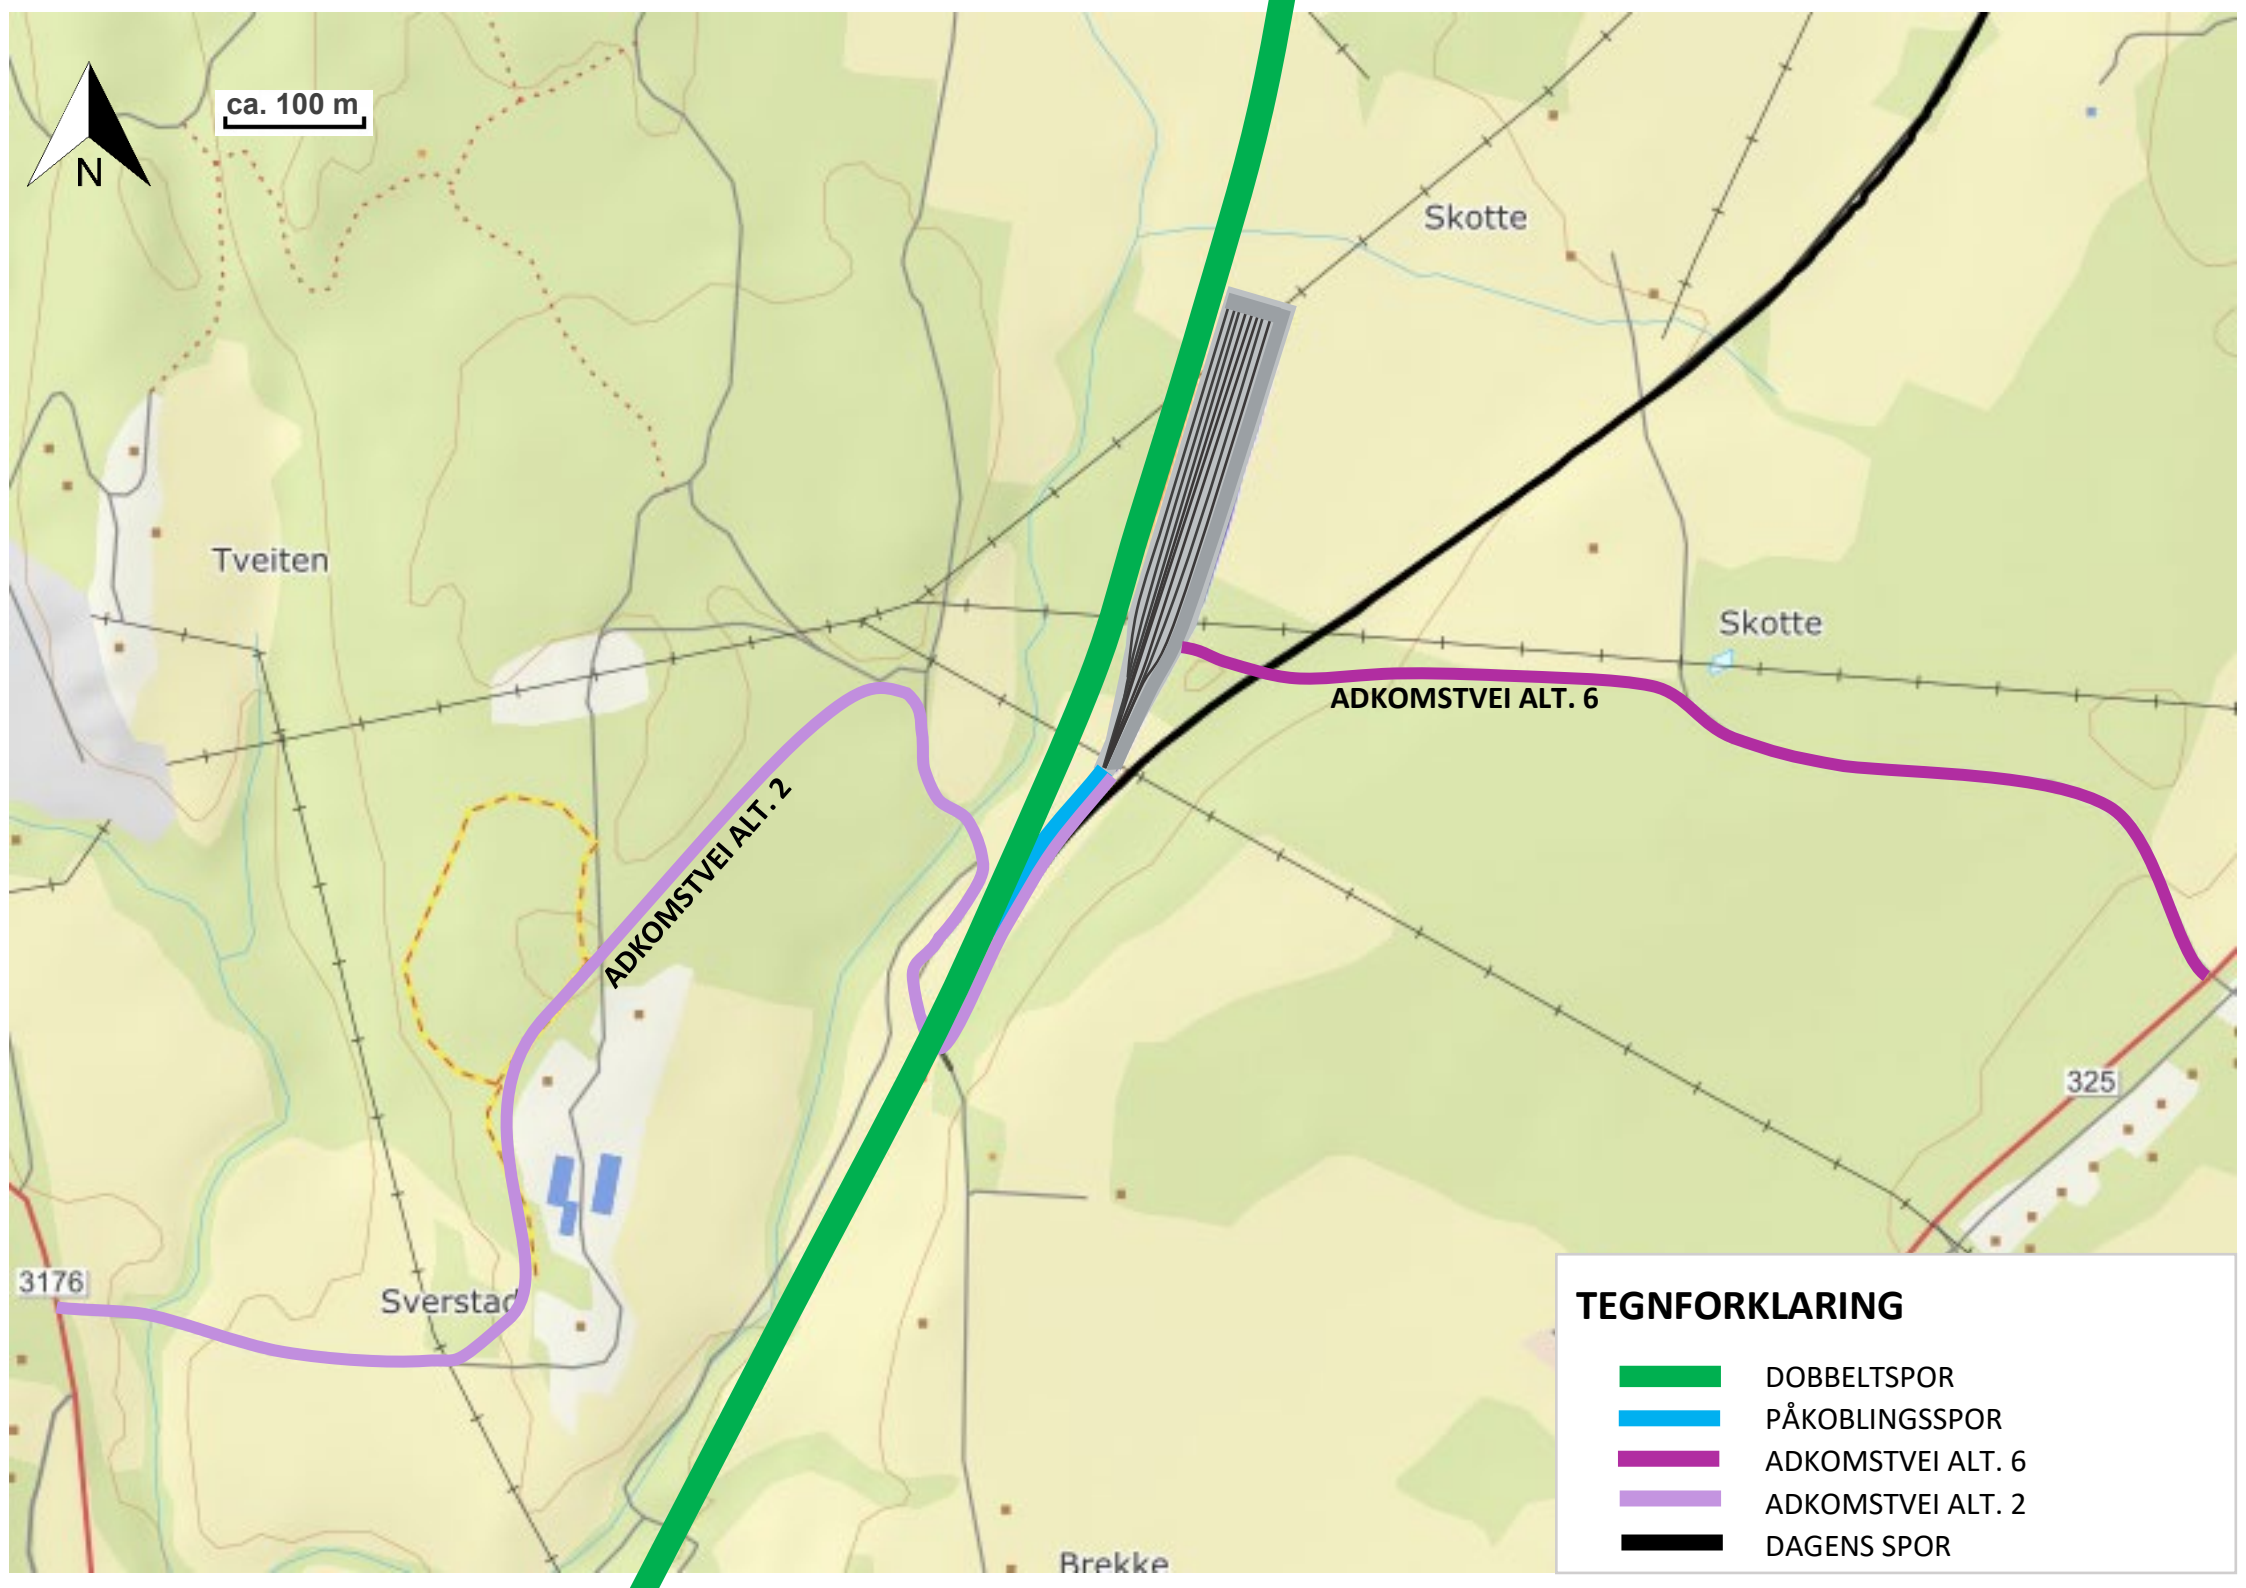 ca. 100 m
N
Skotte
Tveiten
Skotte
ADKOMSTVEI ALT. 6
ADKOMSTVEI ALT. 2
325
3176
Sverstad
Brekke
TEGNFORKLARING
DOBBELTSPOR
PÅKOBLINGSSPOR
ADKOMSTVEI ALT. 6
ADKOMSTVEI ALT. 2
DAGENS SPOR